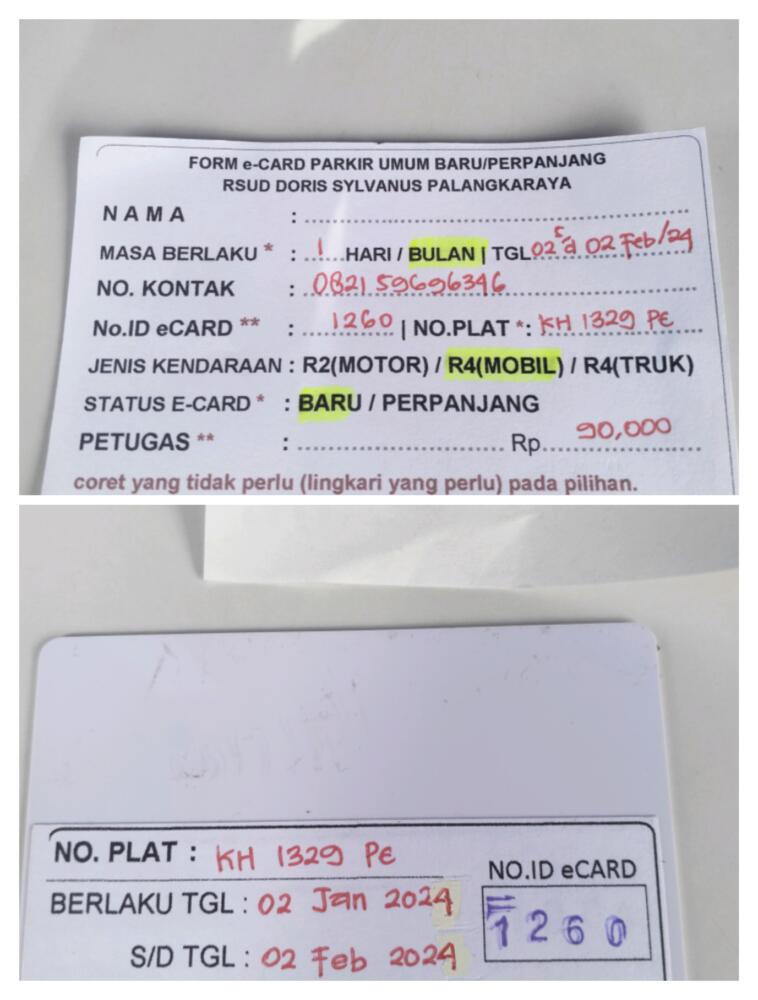 FORM e-CARD PARKIR UMUM BARU/PERPANJANG
RSUD DORIS SYLVANUS PALANGKARAYA
NAMA :
MASA BERLAKU * : 1 HARI / BULAN | TGL 02 s d 02 Feb/24
NO. KONTAK : 0821 59696346
No.ID eCARD ** : 1260 | NO.PLAT *: KH 1329 PE
JENIS KENDARAAN : R2(MOTOR) / R4(MOBIL) / R4(TRUK)
STATUS E-CARD * : BARU / PERPANJANG
PETUGAS ** : Rp. 90,000
coret yang tidak perlu (lingkari yang perlu) pada pilihan.
NO. PLAT : KH 1329 PE
NO.ID eCARD
BERLAKU TGL : 02 Jan 2024
1260
S/D TGL : 02 Feb 2024